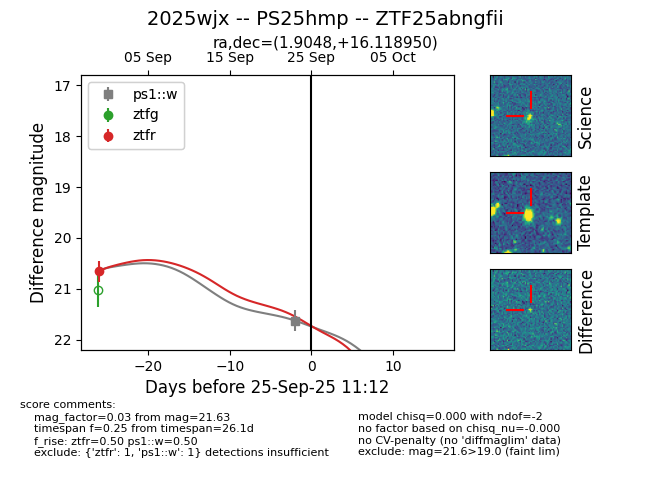 2025wjx -- PS25hmp -- ZTF25abngfii
ra,dec=(1.9048,+16.118950)
05 Sep 15 Sep 25 Sep 05 Oct
ps1::w
ztfg
ztfr
17
18
19
20
21
22
Difference magnitude
−20 −10 0 10
Days before 25-Sep-25 11:12
Science
Template
Difference
score comments:
mag_factor=0.03 from mag=21.63
timespan f=0.25 from timespan=26.1d
f_rise: ztfr=0.50 ps1::w=0.50
exclude: {'ztfr': 1, 'ps1::w': 1} detections insufficient
model chisq=0.000 with ndof=-2
no factor based on chisq_nu=-0.000
no CV-penalty (no 'diffmaglim' data)
exclude: mag=21.6>19.0 (faint lim)